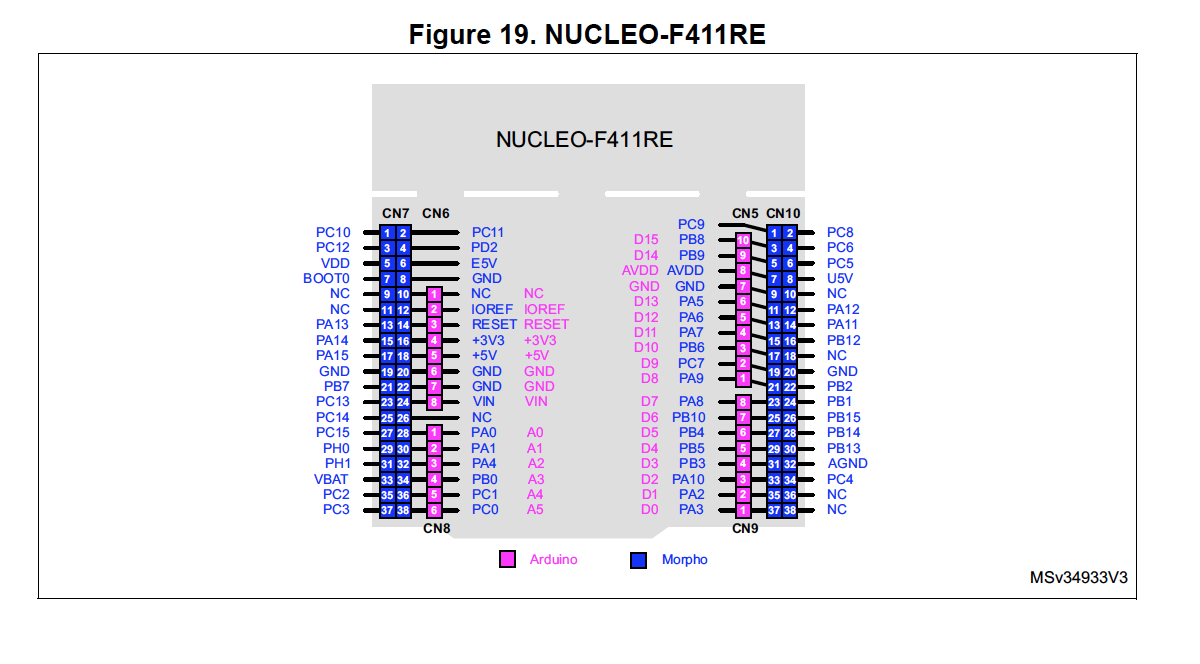 Figure 19. NUCLEO-F411RE
NUCLEO-F411RE
CN7 CN6 CN5 CN10
PC9
PC10 1 2 PC11 1 2 PC8
D15 PB8 10
PC12 3 4 PD2 3 4 PC6
D14 PB9 9
VDD 5 6 E5V 5 6 PC5
AVDD AVDD 8
BOOT0 7 8 GND 7 8 U5V
GND GND 7
NC 9 10 1 NC NC 9 10 NC
D13 PA5 6
NC 11 12 2 IOREF IOREF 11 12 PA12
D12 PA6 5
PA13 13 14 3 RESET RESET 13 14 PA11
D11 PA7 4
PA14 15 16 4 +3V3 +3V3 15 16 PB12
D10 PB6 3
PA15 17 18 5 +5V +5V 17 18 NC
D9 PC7 2
GND 19 20 6 GND GND 19 20 GND
D8 PA9 1
PB7 21 22 7 GND GND 21 22 PB2
PC13 23 24 8 VIN VIN D7 PA8 8 23 24 PB1
PC14 25 26 NC D6 PB10 7 25 26 PB15
PC15 27 28 1 PA0 A0 D5 PB4 6 27 28 PB14
PH0 29 30 2 PA1 A1 D4 PB5 5 29 30 PB13
PH1 31 32 3 PA4 A2 D3 PB3 4 31 32 AGND
VBAT 33 34 4 PB0 A3 D2 PA10 3 33 34 PC4
PC2 35 36 5 PC1 A4 D1 PA2 2 35 36 NC
PC3 37 38 6 PC0 A5 D0 PA3 1 37 38 NC
CN8 CN9
Arduino Morpho
MSv34933V3